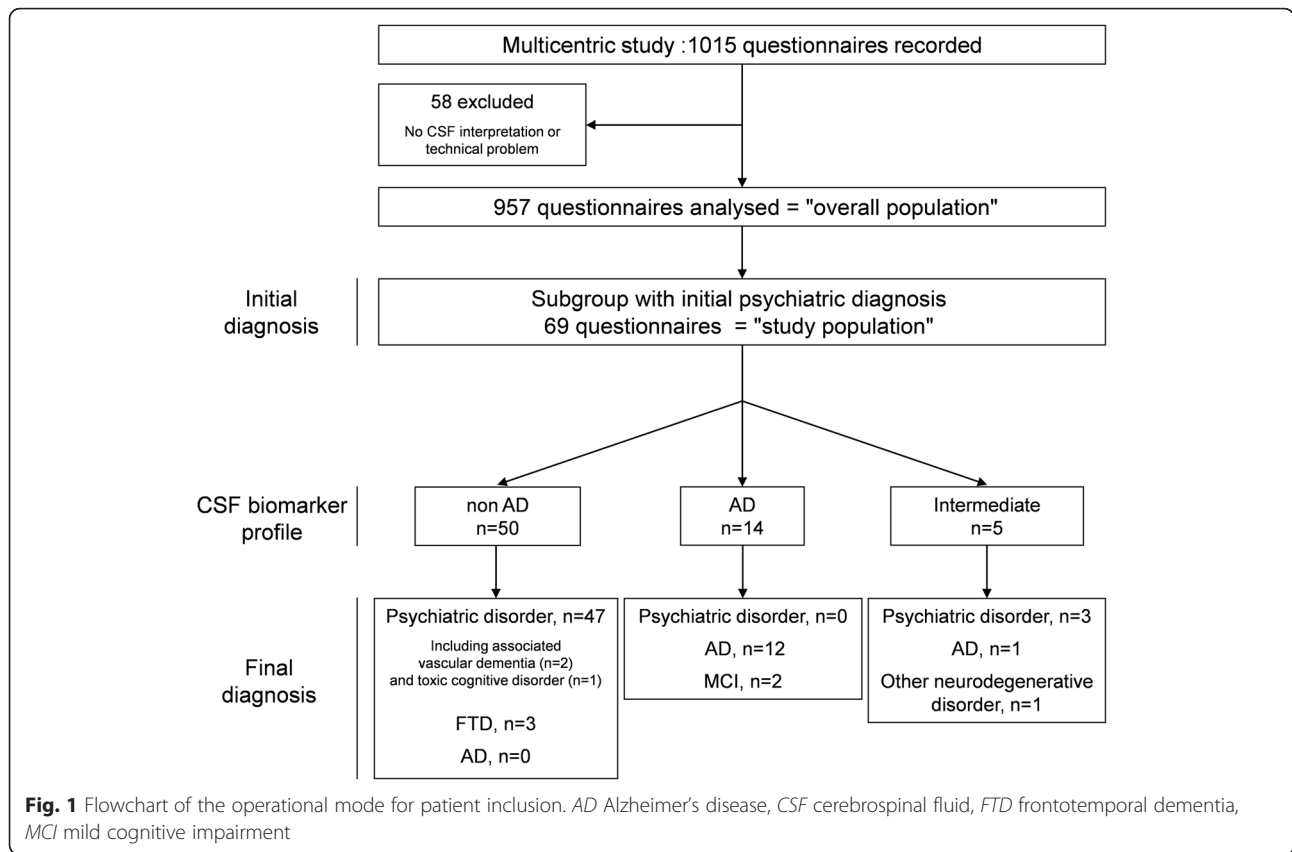 Multicentric study :1015 questionnaires recorded
58 excluded
No CSF interpretation or
technical problem
957 questionnaires analysed = "overall population"
Initial
diagnosis
Subgroup with initial psychiatric diagnosis
69 questionnaires = "study population"
CSF biomarker
profile
non AD
n=50
AD
n=14
Intermediate
n=5
Final
diagnosis
Psychiatric disorder, n=47
Including associated
vascular dementia (n=2)
and toxic cognitive disorder (n=1)
FTD, n=3
AD, n=0
Psychiatric disorder, n=0
AD, n=12
MCI, n=2
Psychiatric disorder, n=3
AD, n=1
Other neurodegenerative
disorder, n=1
Fig. 1 Flowchart of the operational mode for patient inclusion. AD Alzheimer's disease, CSF cerebrospinal fluid, FTD frontotemporal dementia,
MCI mild cognitive impairment